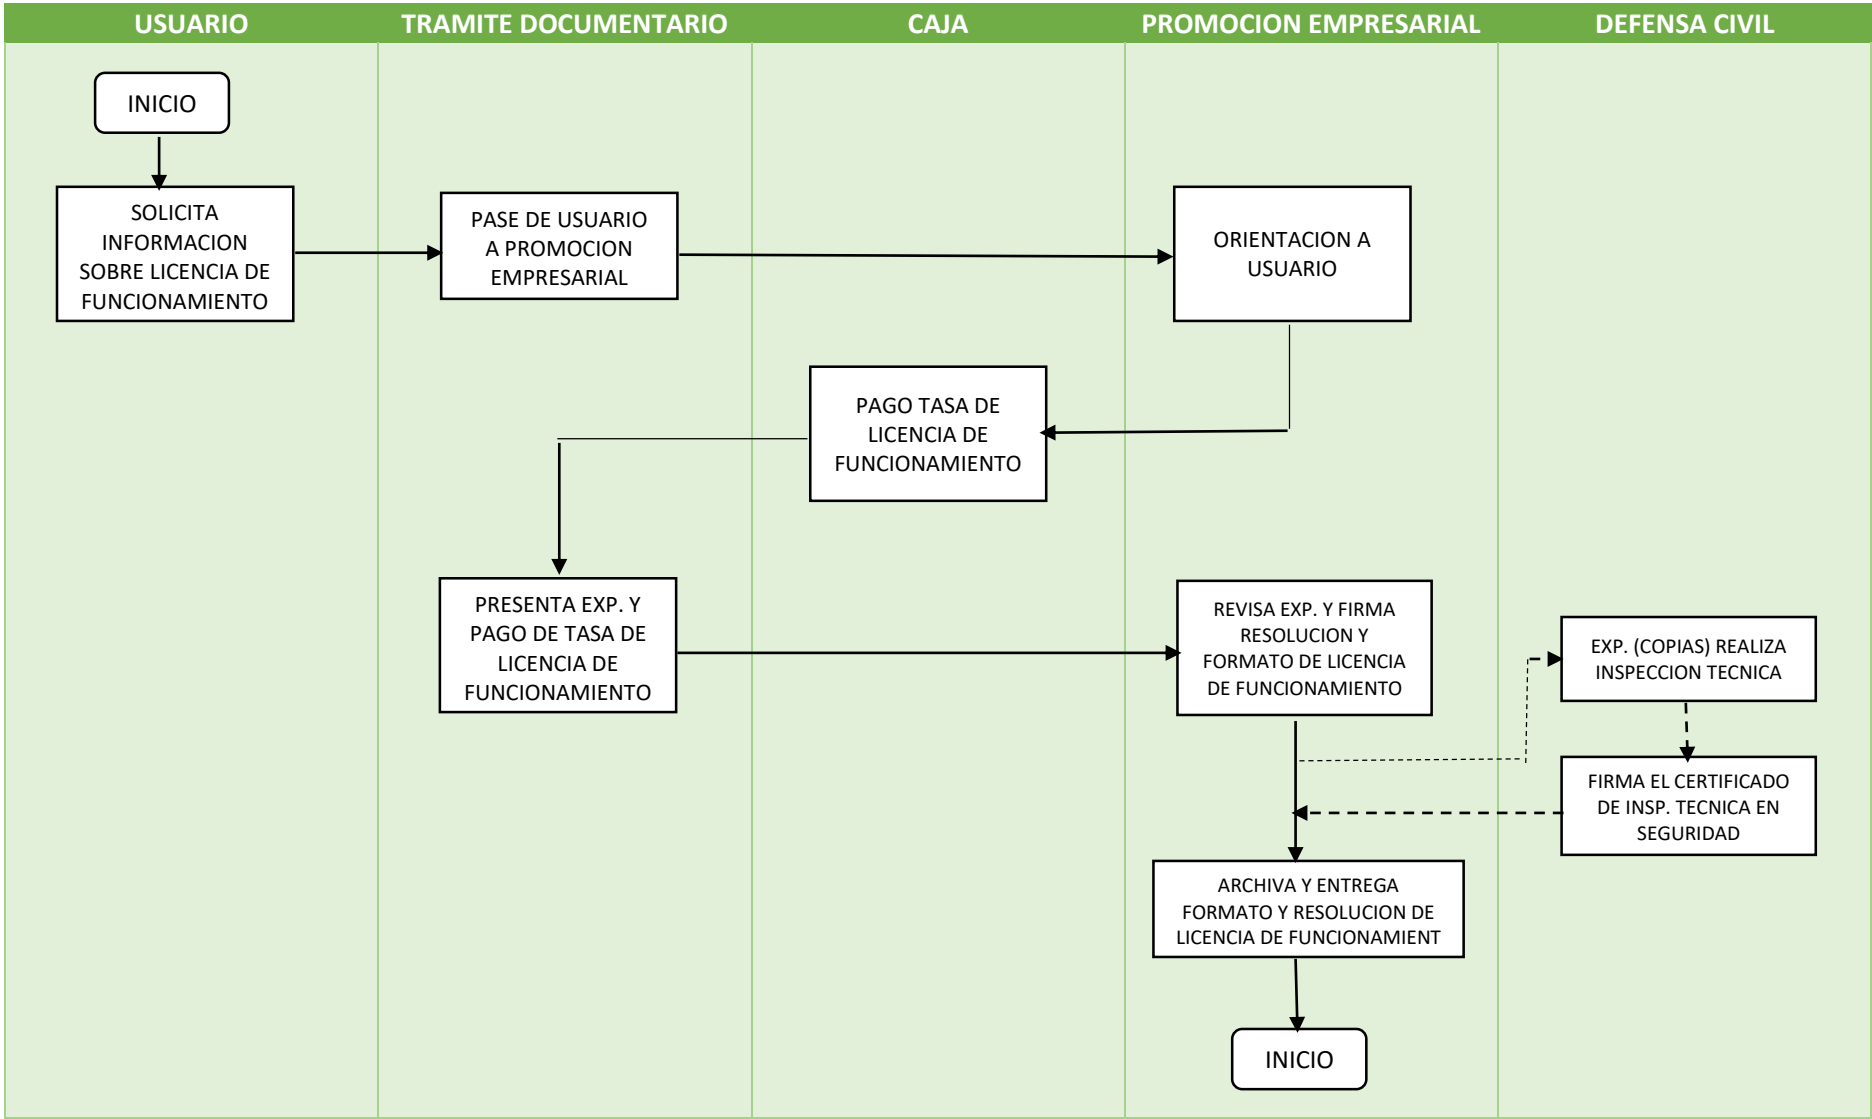 USUARIO
TRAMITE DOCUMENTARIO
CAJA
PROMOCION EMPRESARIAL
DEFENSA CIVIL
INICIO
SOLICITA
INFORMACION
SOBRE LICENCIA DE
FUNCIONAMIENTO
PASE DE USUARIO
A PROMOCION
EMPRESARIAL
ORIENTACION A
USUARIO
PAGO TASA DE
LICENCIA DE
FUNCIONAMIENTO
PRESENTA EXP. Y
PAGO DE TASA DE
LICENCIA DE
FUNCIONAMIENTO
REVISA EXP. Y FIRMA
RESOLUCION Y
FORMATO DE LICENCIA
DE FUNCIONAMIENTO
EXP. (COPIAS) REALIZA
INSPECCION TECNICA
FIRMA EL CERTIFICADO
DE INSP. TECNICA EN
SEGURIDAD
ARCHIVA Y ENTREGA
FORMATO Y RESOLUCION DE
LICENCIA DE FUNCIONAMIENT
INICIO